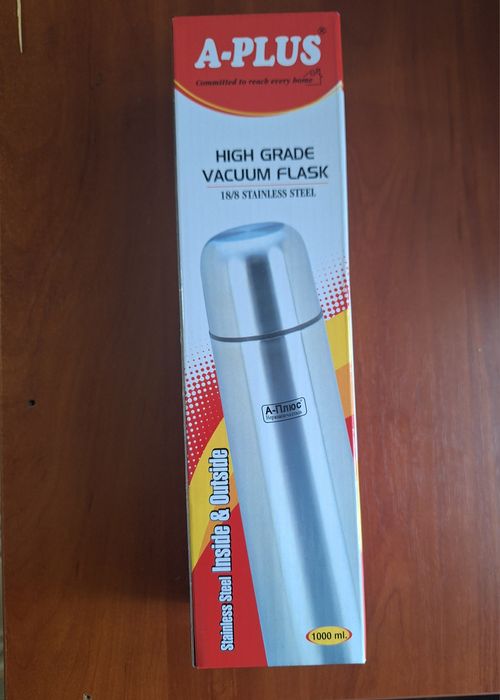 A-PLUS®
Committed to reach every home
HIGH GRADE
VACUUM FLASK
18/8 STAINLESS STEEL
А-Плюс
Stainless Steel Inside & Outside
1000 ml.